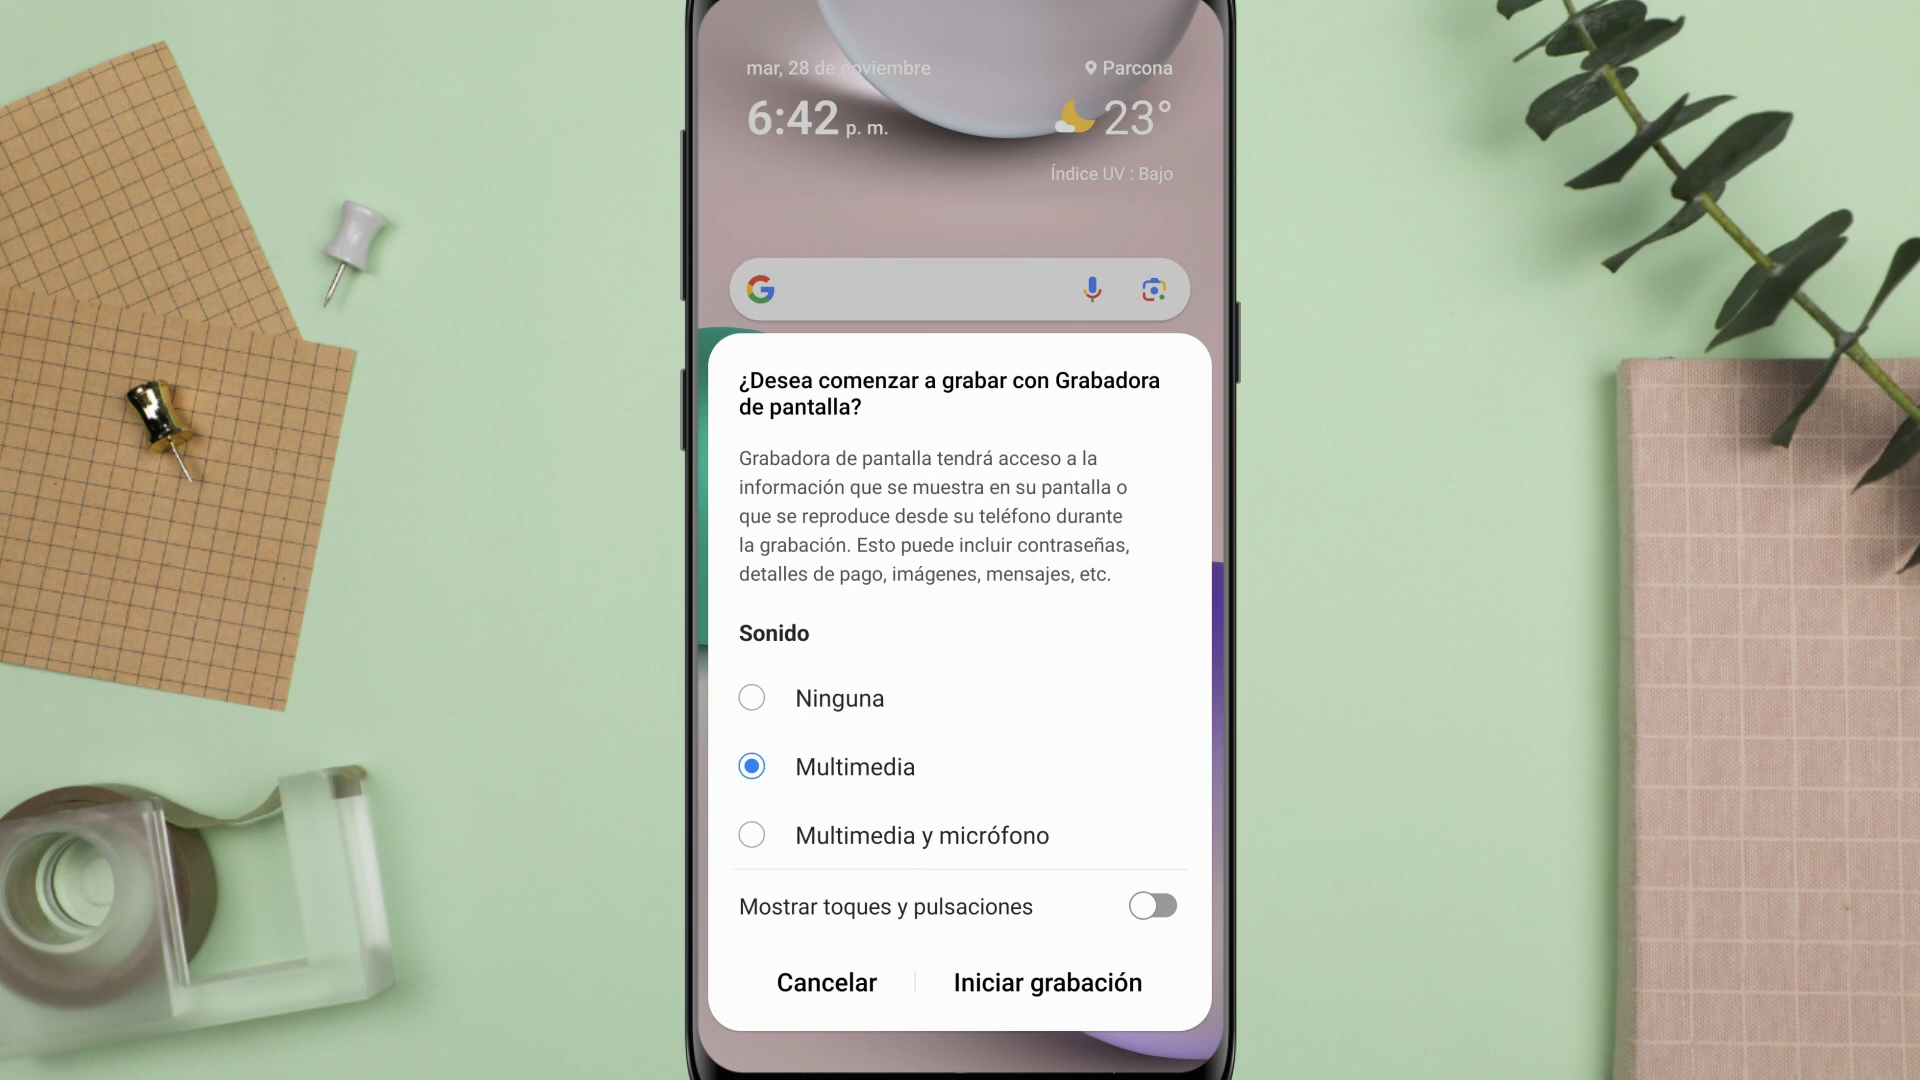 mar, 28 de noviembre
Parcona
6:42 p. m.
23°
Índice UV : Bajo
¿Desea comenzar a grabar con Grabadora
de pantalla?
Grabadora de pantalla tendrá acceso a la
información que se muestra en su pantalla o
que se reproduce desde su teléfono durante
la grabación. Esto puede incluir contraseñas,
detalles de pago, imágenes, mensajes, etc.
Sonido
Ninguna
Multimedia
Multimedia y micrófono
Mostrar toques y pulsaciones
Cancelar
Iniciar grabación